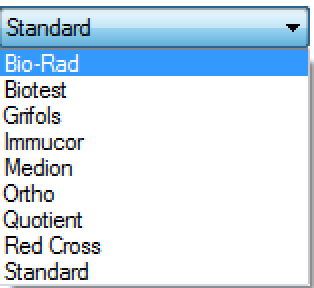 Standard
Bio-Rad
Biotest
Grifols
Immucor
Medion
Ortho
Quotient
Red Cross
Standard